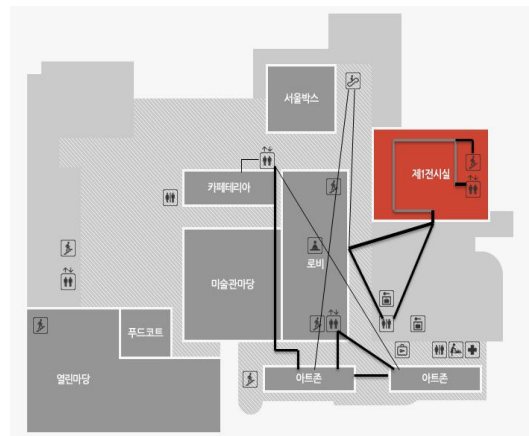 서울박스
제1전시실
카페테리아
로비
미술관마당
푸드코트
열린마당
아트존
아트존